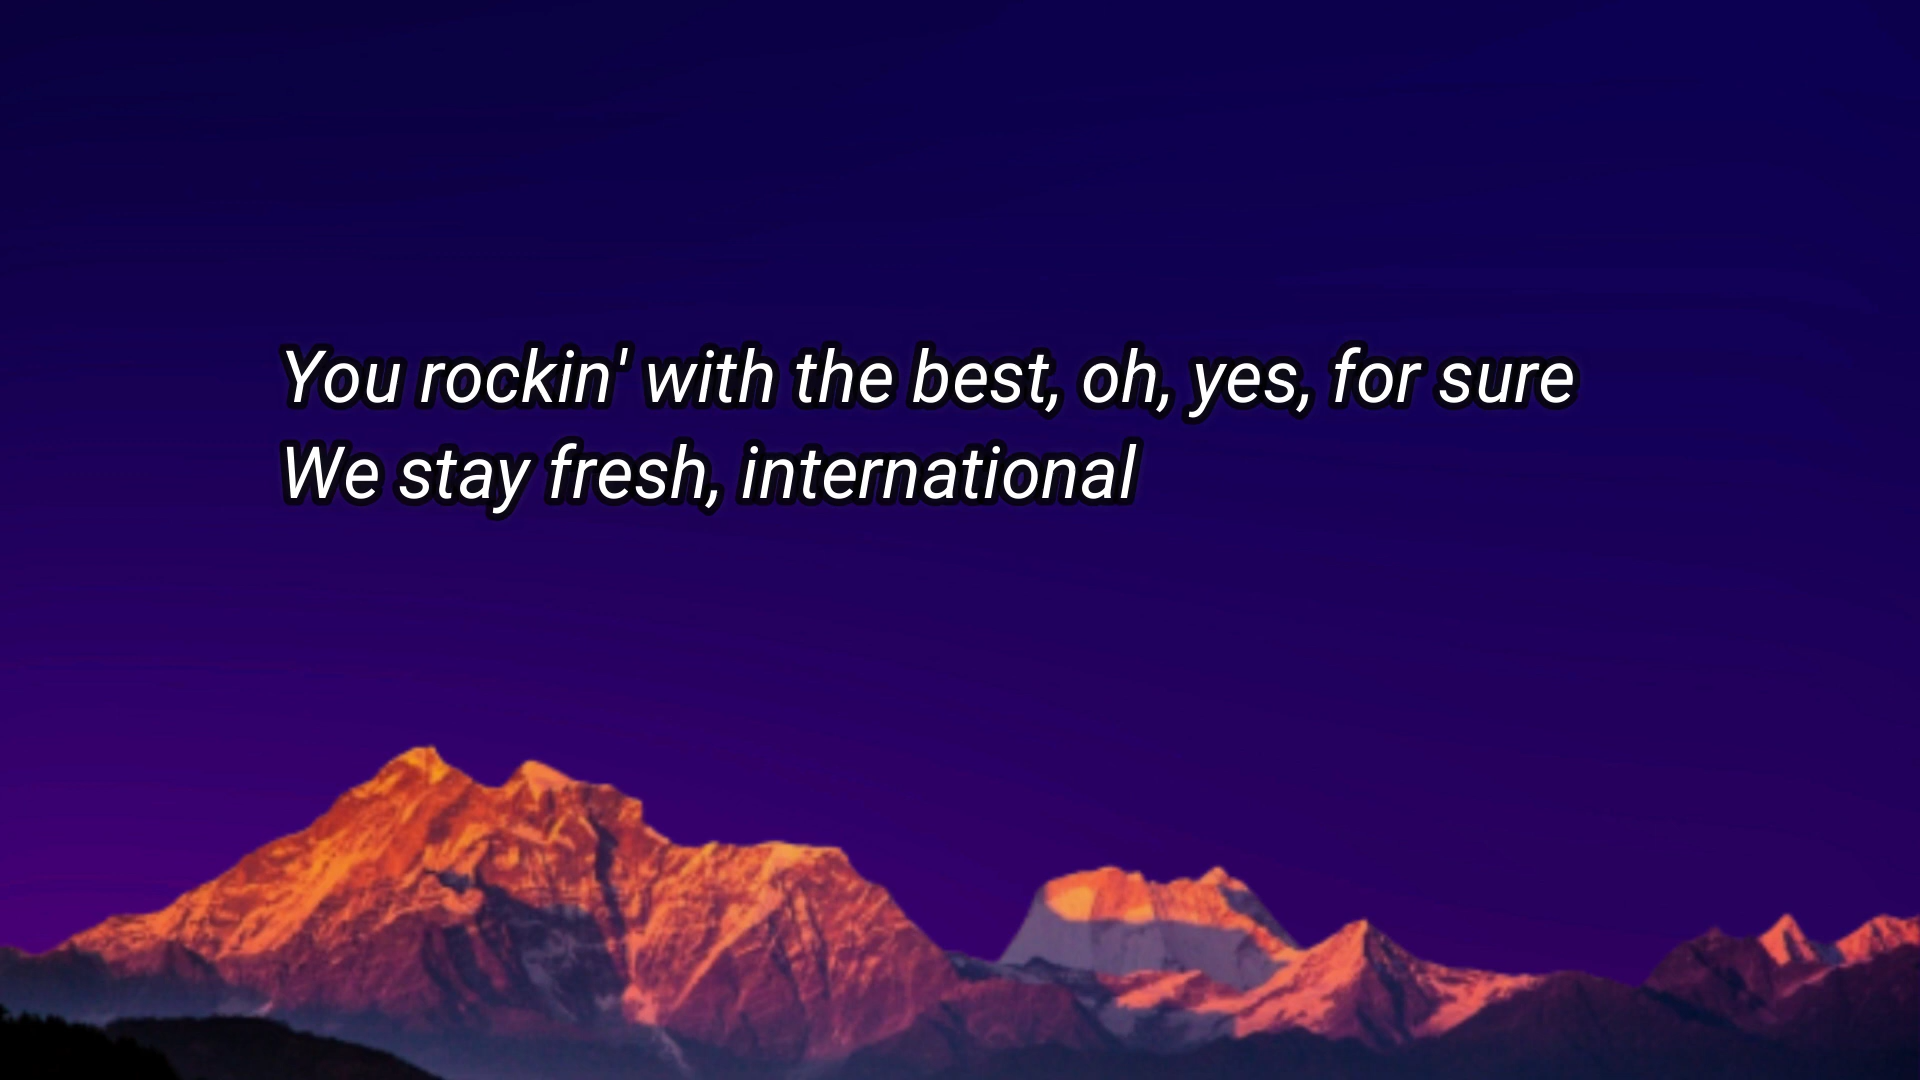 You rockin' with the best, oh, yes, for sure
We stay fresh, international